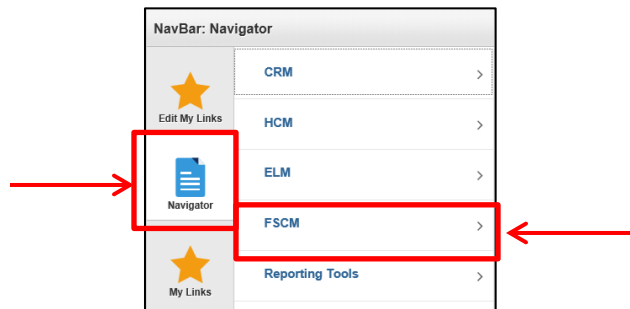 NavBar: Navigator
Edit My Links
Navigator
My Links
CRM
HCM
ELM
FSCM
Reporting Tools